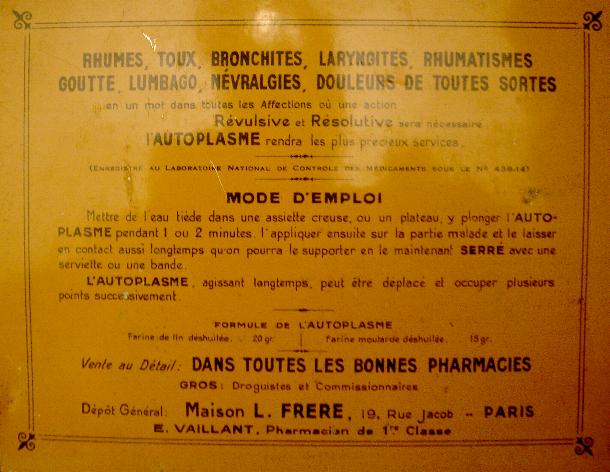 RHUMES, TOUX, BRONCHITES, LARYNGITES, RHUMATISMES
GOUTTE, LUMBAGO, NÉVRALGIES, DOULEURS DE TOUTES SORTES
en un mot dans toutes les Affections où une action
Révulsive et Résolutive sera nécessaire
l'AUTOPLASME rendra les plus précieux services.
(ENREGISTRÉ AU LABORATOIRE NATIONAL DE CONTROLE DES MÉDICAMENTS SOUS LE N° 438-14)
MODE D'EMPLOI
Mettre de l'eau tiède dans une assiette creuse, ou un plateau, y plonger l'AUTO-
PLASME pendant 1 ou 2 minutes. l'appliquer ensuite sur la partie malade et le laisser
en contact aussi longtemps qu'on pourra le supporter en le maintenant SERRÉ avec une
serviette ou une bande.
L'AUTOPLASME, agissant longtemps, peut être deplacé et occuper plusieurs
points successivement.
FORMULE DE L'AUTOPLASME
Farine de lin déshuilée. 20 gr. Farine moutarde déshuilée. 15 gr.
Vente au Détail: DANS TOUTES LES BONNES PHARMACIES
GROS: Droguistes et Commissionnaires
Dépôt Général: Maison L. FRERE, 19, Rue Jacob -- PARIS
E. VAILLANT, Pharmacien de 1re Classe